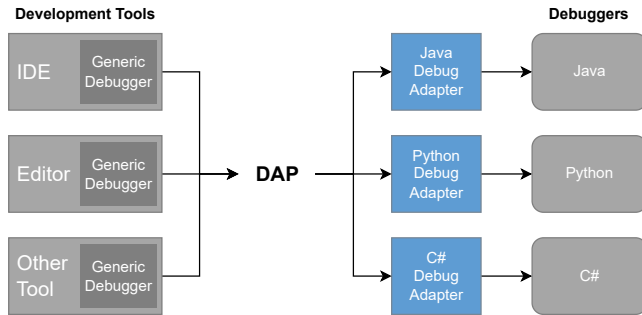 Development Tools
Debuggers
IDE
Generic
Debugger
Java
Debug
Adapter
Java
Editor
Generic
Debugger
DAP
Python
Debug
Adapter
Python
Other
Tool
Generic
Debugger
C#
Debug
Adapter
C#